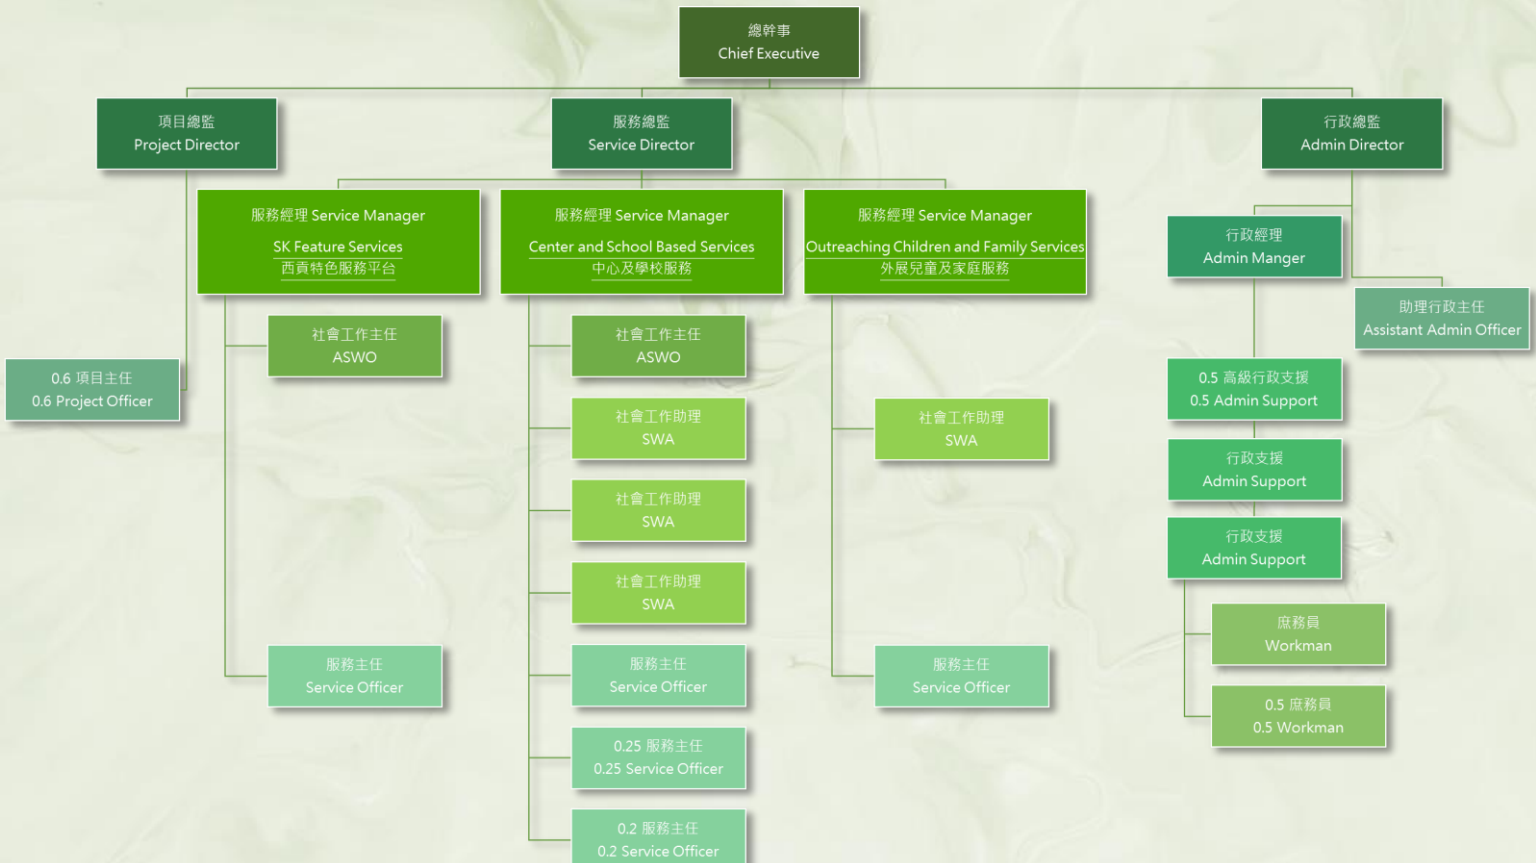 總幹事
Chief Executive
項目總監
Project Director
服務總監
Service Director
行政總監
Admin Director
服務經理 Service Manager
SK Feature Services
西貢特色服務平台
服務經理 Service Manager
Center and School Based Services
中心及學校服務
服務經理 Service Manager
Outreaching Children and Family Services
外展兒童及家庭服務
行政經理
Admin Manger
助理行政主任
Assistant Admin Officer
社會工作主任
ASWO
社會工作主任
ASWO
0.6 項目主任
0.6 Project Officer
0.5 高級行政支援
0.5 Admin Support
社會工作助理
SWA
社會工作助理
SWA
行政支援
Admin Support
社會工作助理
SWA
行政支援
Admin Support
社會工作助理
SWA
庶務員
Workman
服務主任
Service Officer
服務主任
Service Officer
服務主任
Service Officer
0.5 庶務員
0.5 Workman
0.25 服務主任
0.25 Service Officer
0.2 服務主任
0.2 Service Officer